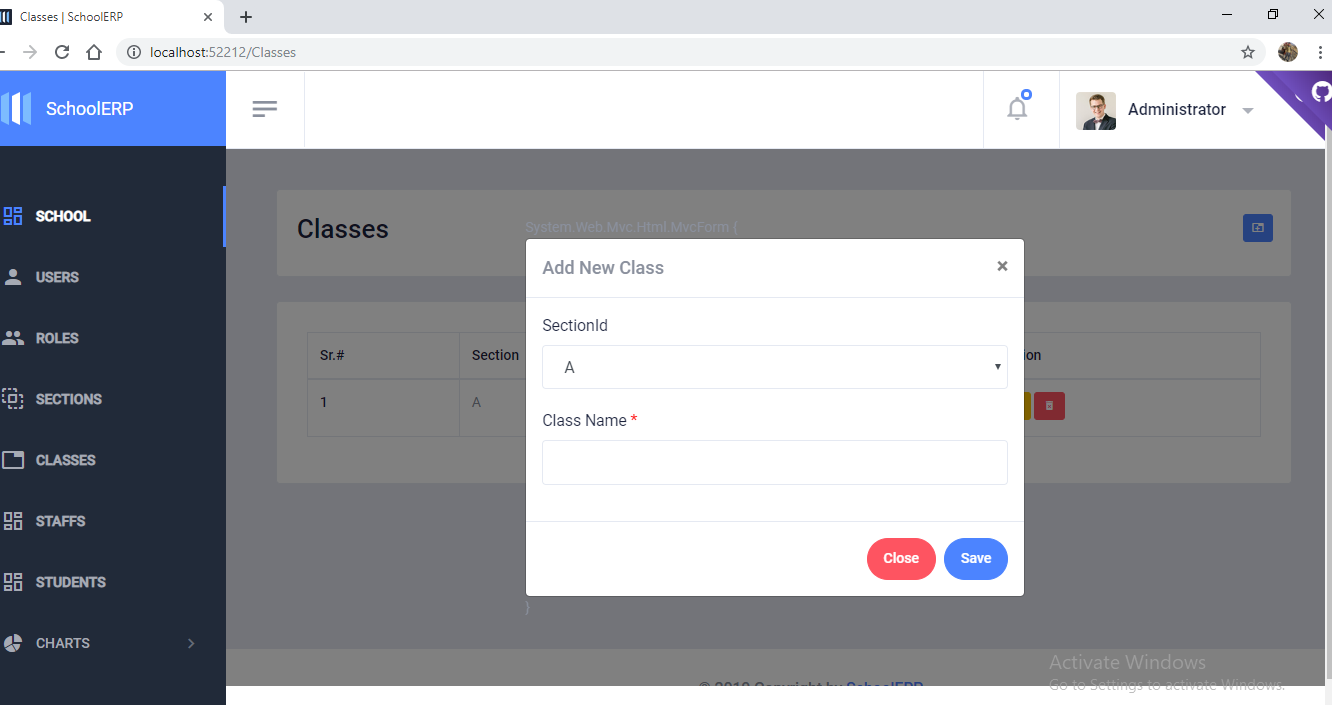 Classes | SchoolERP
localhost:52212/Classes
SchoolERP
Administrator
SCHOOL
USERS
ROLES
SECTIONS
CLASSES
STAFFS
STUDENTS
CHARTS
Classes
System.Web.Mvc.Html.MvcForm {
Add New Class
×
SectionId
A
Class Name *
Close
Save
}
Sr.#
Section
ion
1
A
© 2018 Copyright by SchoolERP
Activate Windows
Go to Settings to activate Windows.